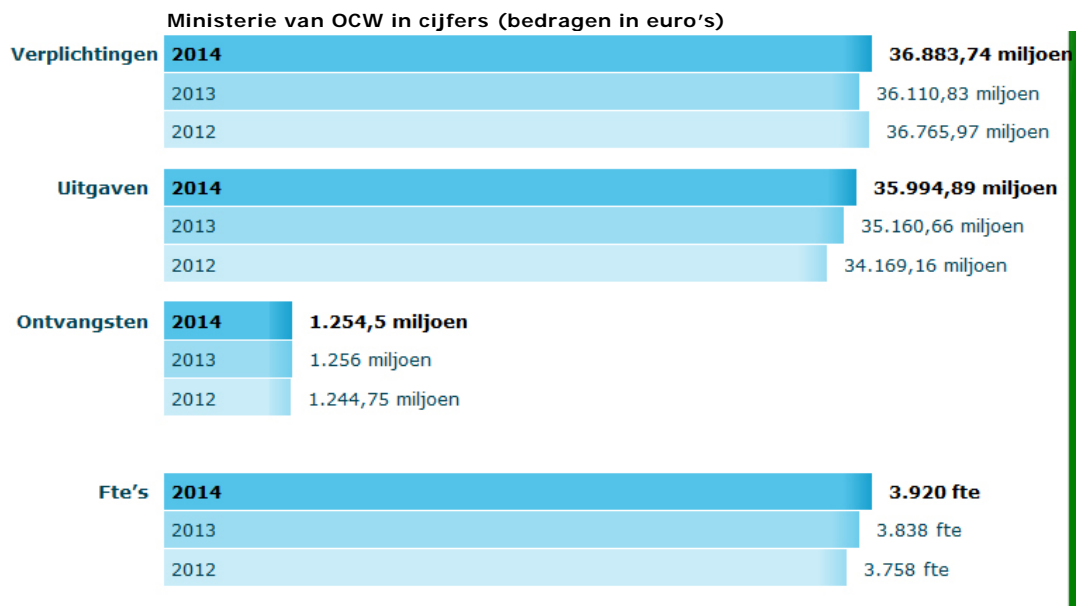 Ministerie van OCW in cijfers (bedragen in euro's)
Verplichtingen 2014 36.883,74 miljoen
2013 36.110,83 miljoen
2012 36.765,97 miljoen
Uitgaven 2014 35.994,89 miljoen
2013 35.160,66 miljoen
2012 34.169,16 miljoen
Ontvangsten 2014 1.254,5 miljoen
2013 1.256 miljoen
2012 1.244,75 miljoen
Fte's 2014 3.920 fte
2013 3.838 fte
2012 3.758 fte